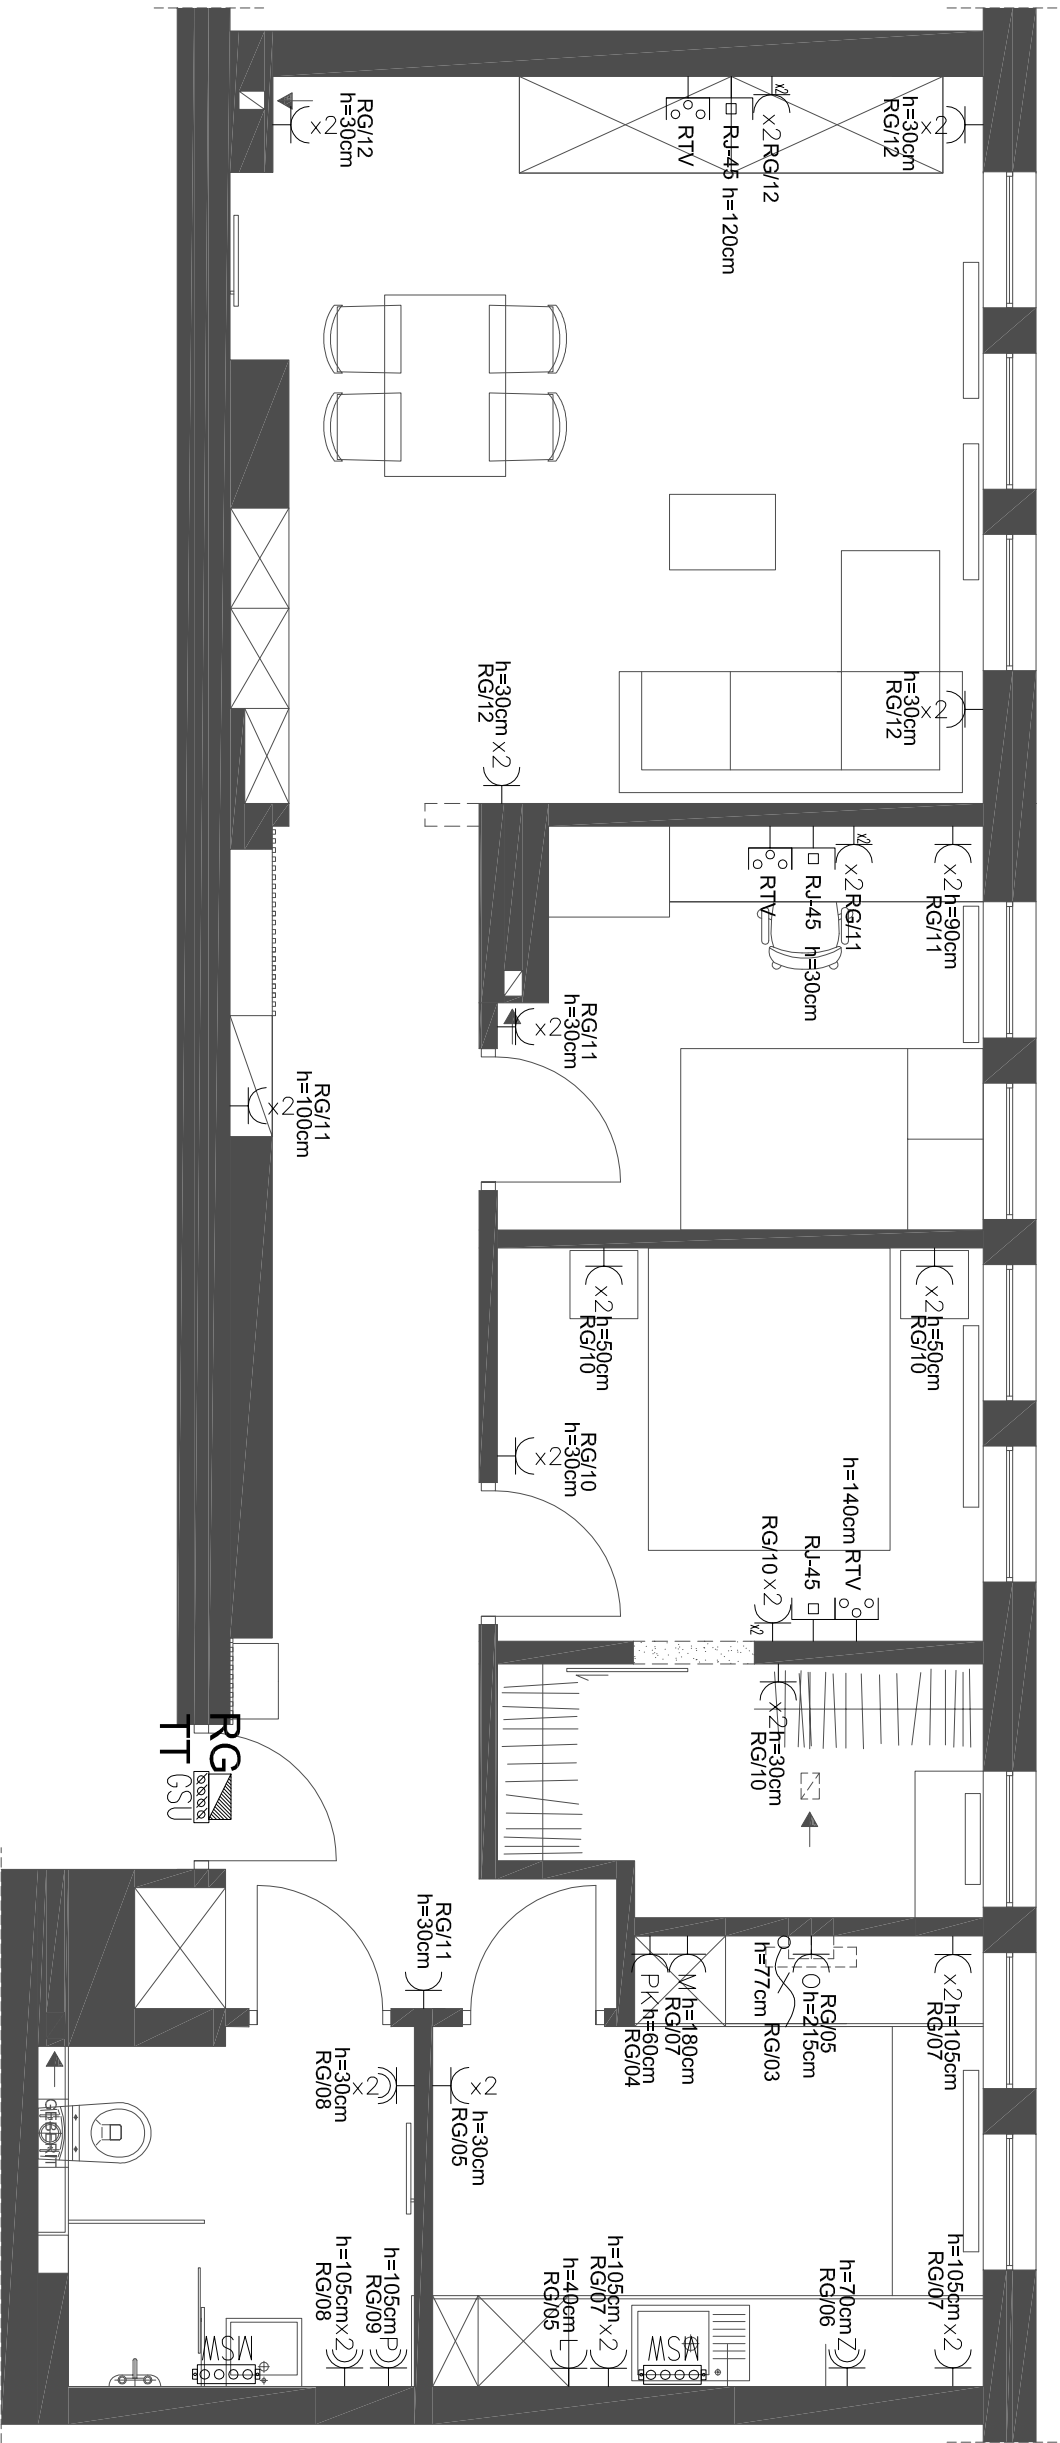 RG/12
h=30cm
x2
RTV
RJ-45 h=120cm
x2
x2 RG/12
h=30cm
RG/12
x2
h=30cm x2
RG/12
h=30cm
RG/12
x2
RTV
RJ-45
h=30cm
x2
x2 RG/11
x2 h=90cm
RG/11
RG/11
h=30cm
x2
RG/11
h=100cm
x2
x2 h=50cm
RG/10
x2 h=50cm
RG/10
RG/10
h=30cm
x2
h=140cm RTV
RJ-45
RG/10 x2
x2
x2 h=30cm
RG/10
RG
TT
GSU
RG/11
h=30cm
PK h=60cm
RG/04
M h=180cm
RG/07
h=77cm RG/03
RG/05
O h=215cm
x2 h=105cm
RG/07
h=30cm
RG/08
x2
x2
h=30cm
RG/05
GEBERIT
h=105cm x2
RG/08
h=105cm P
RG/09
MSW
h=40cm L
RG/05
h=105cm x2
RG/07
MSW
h=70cm Z
RG/06
h=105cm x2
RG/07